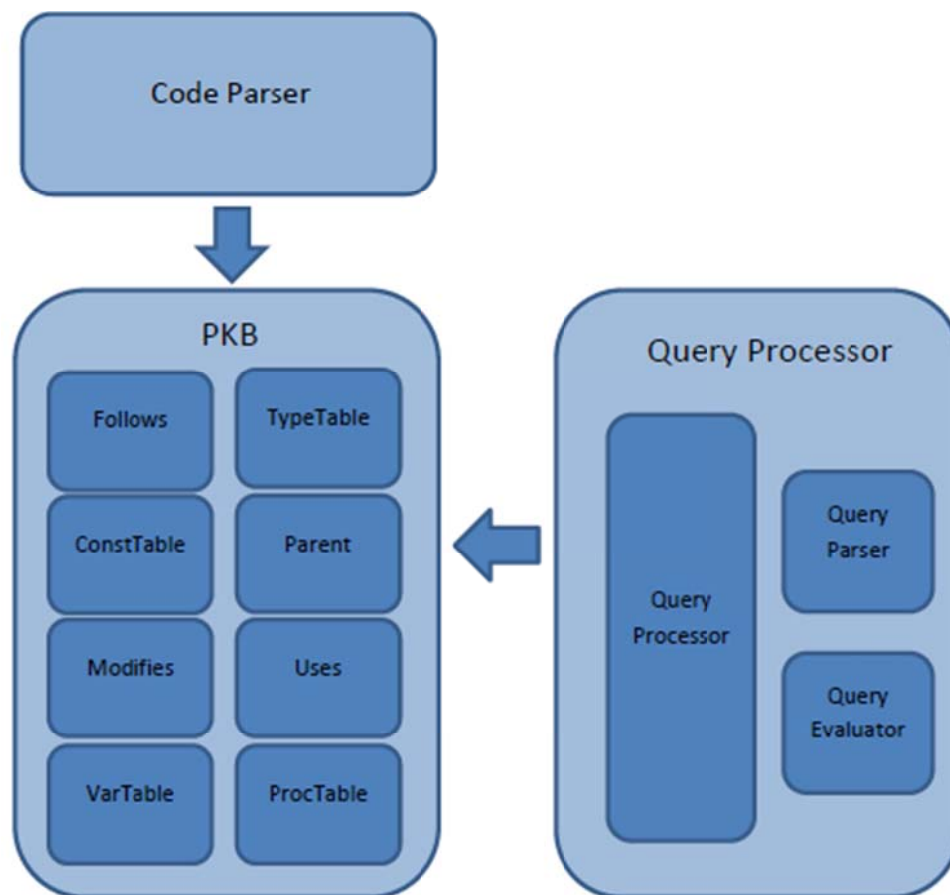 Code Parser
PKB
Follows
TypeTable
ConstTable
Parent
Modifies
Uses
VarTable
ProcTable
Query Processor
Query
Processor
Query
Parser
Query
Evaluator